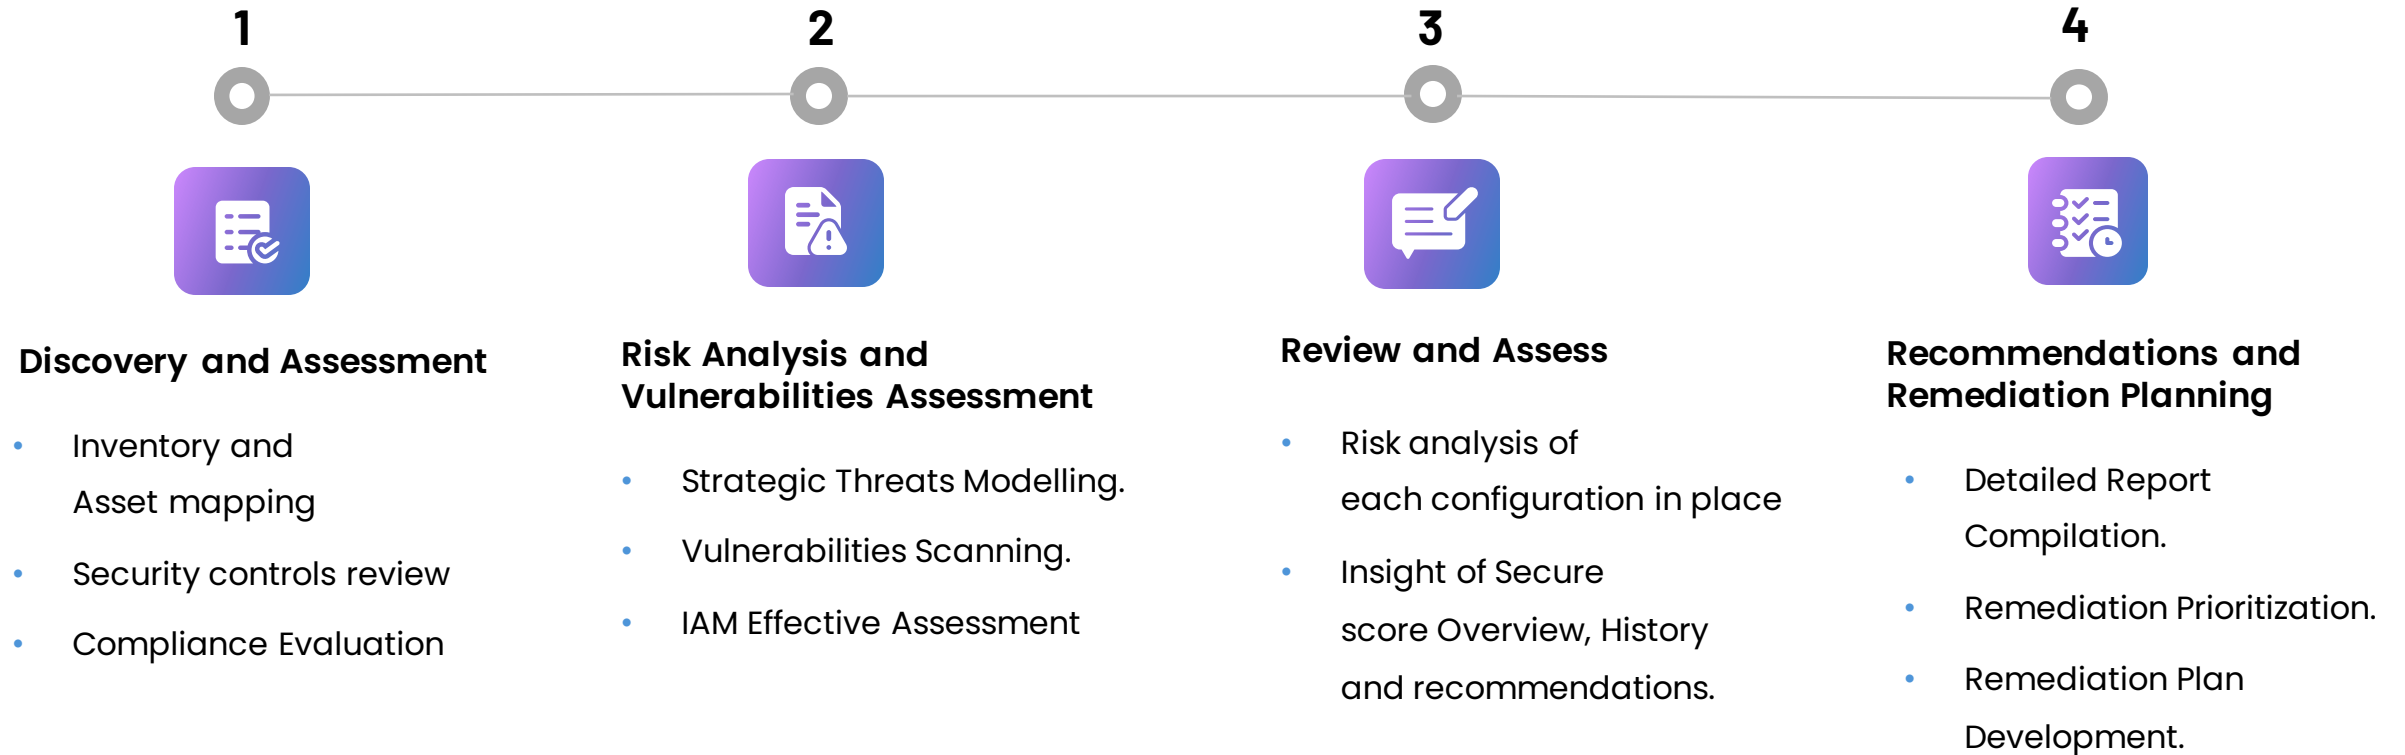 1
2
3
4
Discovery and Assessment
• Inventory and
Asset mapping
• Security controls review
• Compliance Evaluation
Risk Analysis and
Vulnerabilities Assessment
• Strategic Threats Modelling.
• Vulnerabilities Scanning.
• IAM Effective Assessment
Review and Assess
• Risk analysis of
each configuration in place
• Insight of Secure
score Overview, History
and recommendations.
Recommendations and
Remediation Planning
• Detailed Report
Compilation.
• Remediation Prioritization.
• Remediation Plan
Development.